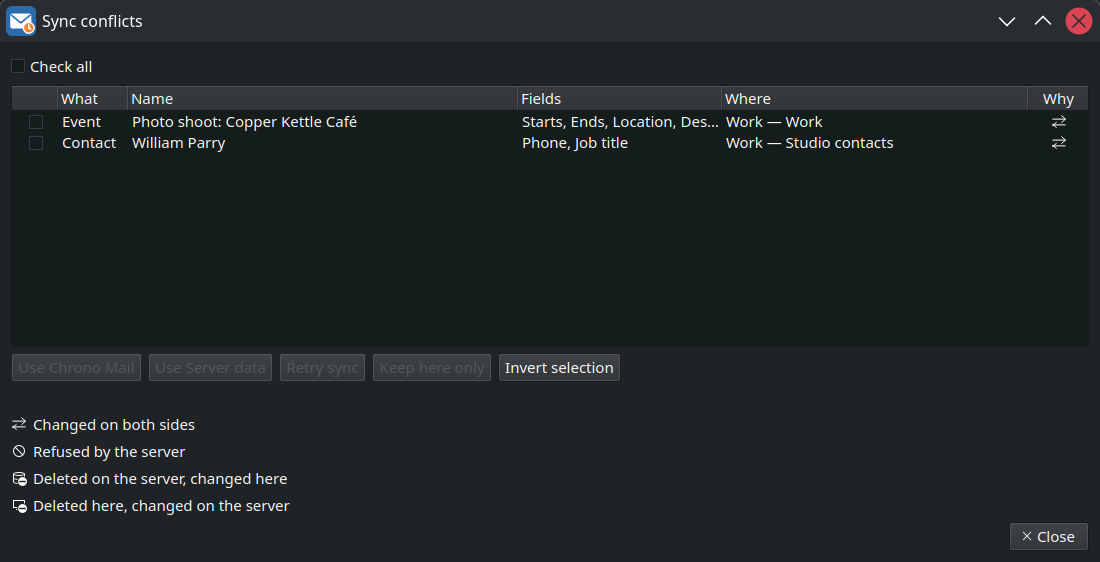 Sync conflicts
Check all
What Name Fields Where Why
Event Photo shoot: Copper Kettle Café Starts, Ends, Location, Des... Work — Work
Contact William Parry Phone, Job title Work — Studio contacts
Use Chrono Mail Use Server data Retry sync Keep here only Invert selection
Changed on both sides
Refused by the server
Deleted on the server, changed here
Deleted here, changed on the server
Close